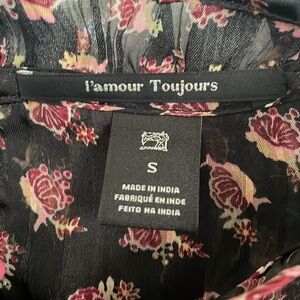 l'amour Toujours
S
MADE IN INDIA
FABRIQUÉ EN INDE
FEITO NA INDIA